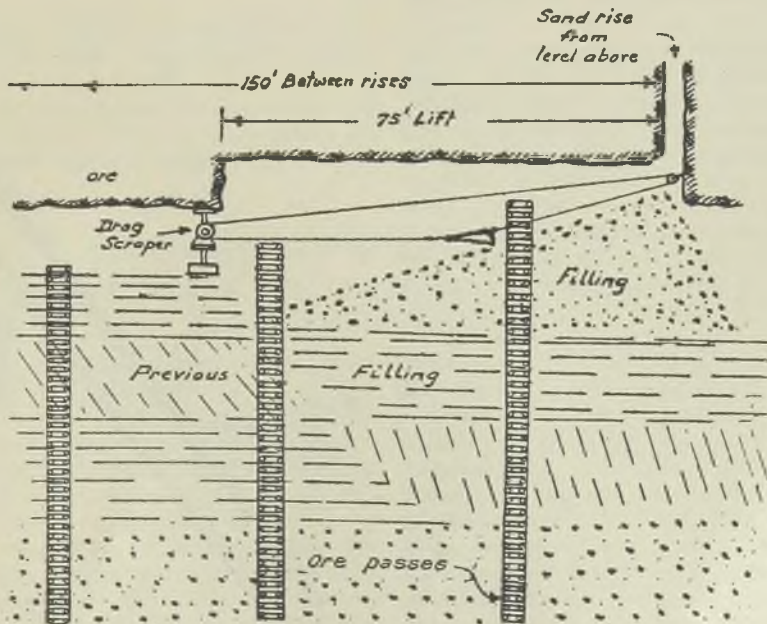 Sand rise
from
level above
150' Between rises
75' Lift
ore
Drag
Scraper
Filling
Previous Filling
ore passes